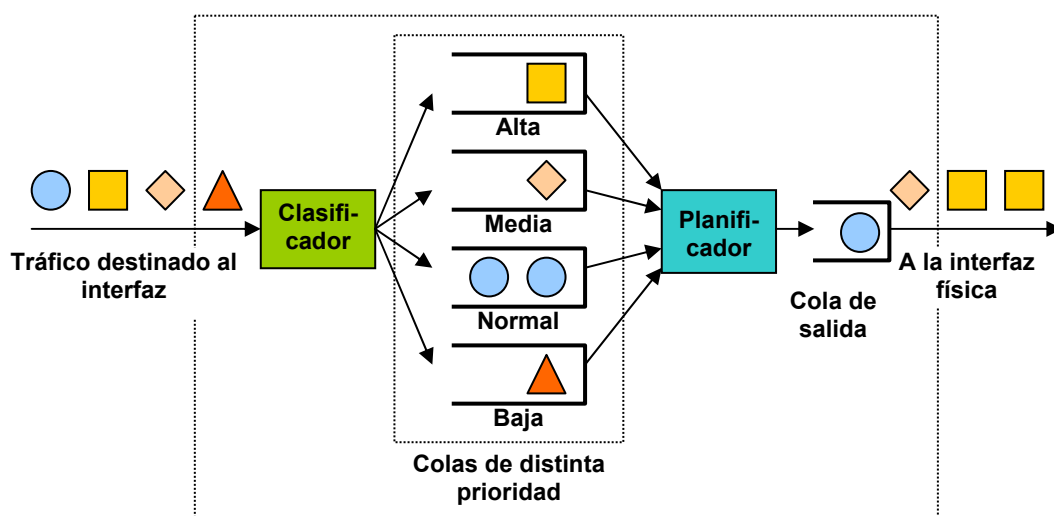 Alta
Media
Normal
Baja
Clasifi-
cador
Planifi-
cador
Tráfico destinado al
interfaz
A la interfaz
física
Cola de
salida
Colas de distinta
prioridad